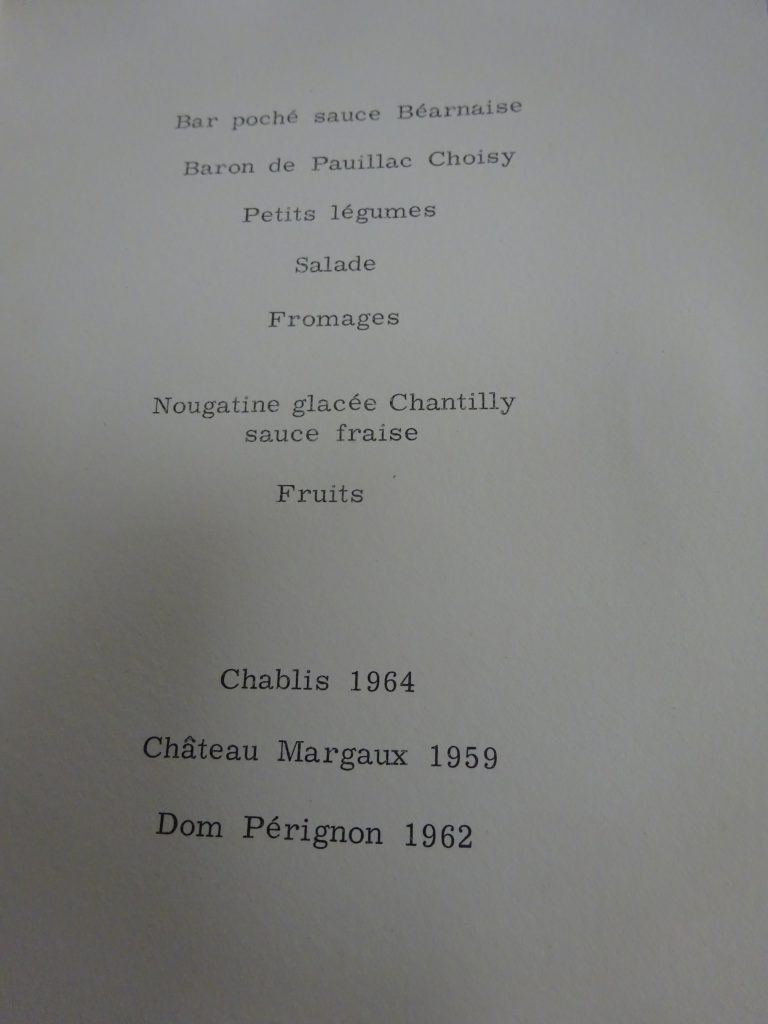 Bar poché sauce Béarnaise
Baron de Pauillac Choisy
Petits légumes
Salade
Fromages
Nougatine glacée Chantilly
sauce fraise
Fruits
Chablis 1964
Château Margaux 1959
Dom Pérignon 1962